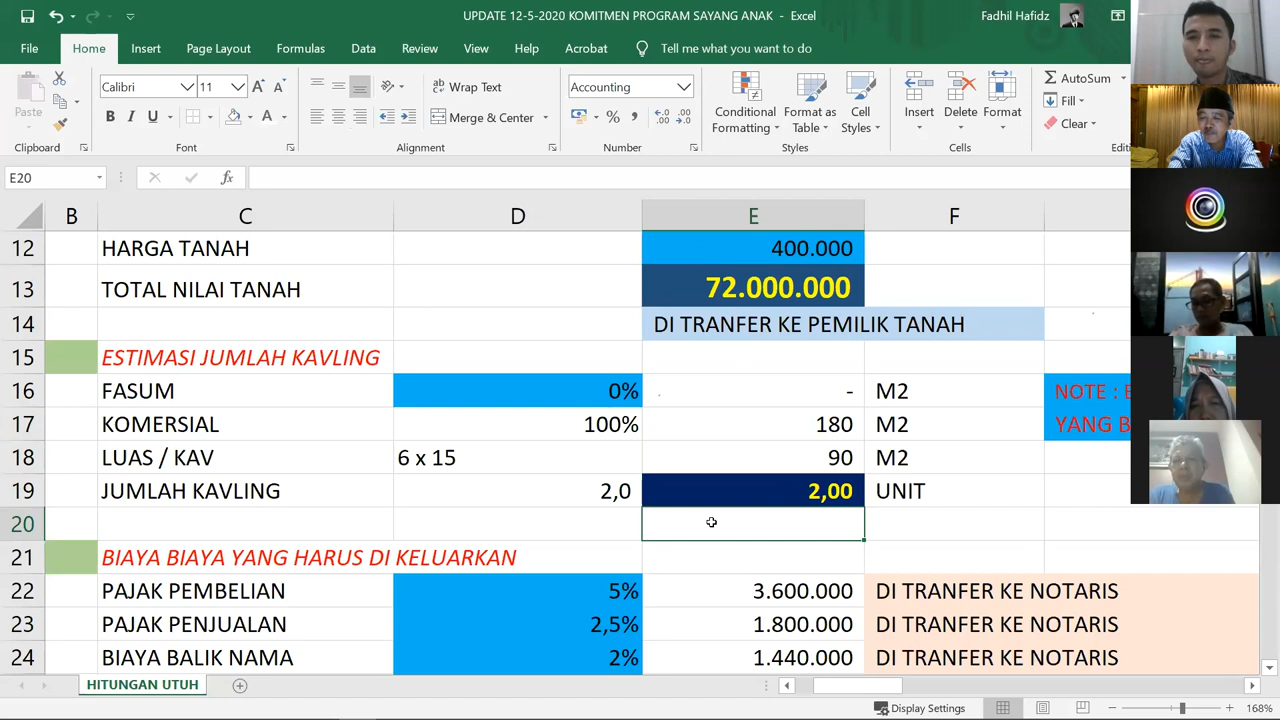 UPDATE 12-5-2020 KOMITMEN PROGRAM SAYANG ANAK - Excel
Fadhil Hafidz
File Home Insert Page Layout Formulas Data Review View Help Acrobat Tell me what you want to do
Paste
Clipboard
Calibri 11
B I U
Font
Wrap Text
Merge & Center
Alignment
Accounting
Number
Conditional Formatting
Format as Table
Cell Styles
Styles
Insert Delete Format
Cells
AutoSum
Fill
Clear
Editi
E20 fx
B C D E F
12 HARGA TANAH 400.000
13 TOTAL NILAI TANAH 72.000.000
14 DI TRANFER KE PEMILIK TANAH
15 ESTIMASI JUMLAH KAVLING
16 FASUM 0% - M2 NOTE :
17 KOMERSIAL 100% 180 M2 YANG B
18 LUAS / KAV 6 x 15 90 M2
19 JUMLAH KAVLING 2,0 2,00 UNIT
20
21 BIAYA BIAYA YANG HARUS DI KELUARKAN
22 PAJAK PEMBELIAN 5% 3.600.000 DI TRANFER KE NOTARIS
23 PAJAK PENJUALAN 2,5% 1.800.000 DI TRANFER KE NOTARIS
24 BIAYA BALIK NAMA 2% 1.440.000 DI TRANFER KE NOTARIS
HITUNGAN UTUH
Display Settings 168%